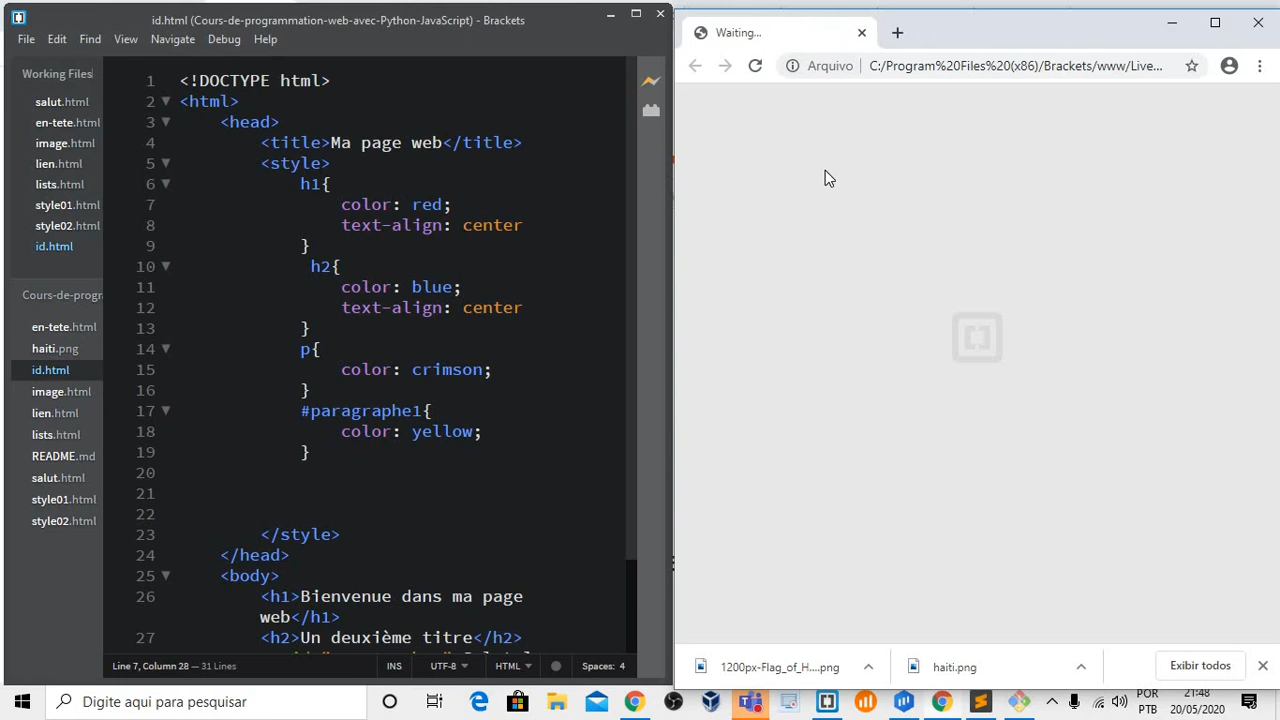 id.html (Cours-de-programmation-web-avec-Python-JavaScript) - Brackets
File Edit Find View Navigate Debug Help
Working Files
salut.html
en-tete.html
image.html
lien.html
lists.html
style01.html
style02.html
id.html
Cours-de-progr
en-tete.html
haiti.png
id.html
image.html
lien.html
lists.html
README.md
salut.html
style01.html
style02.html
1 <!DOCTYPE html>
2 <html>
3 <head>
4 <title>Ma page web</title>
5 <style>
6 h1{
7 color: red;
8 text-align: center
9 }
10 h2{
11 color: blue;
12 text-align: center
13 }
14 p{
15 color: crimson;
16 }
17 #paragraphe1{
18 color: yellow;
19 }
20
21
22
23 </style>
24 </head>
25 <body>
26 <h1>Bienvenue dans ma page
web</h1>
27 <h2>Un deuxième titre</h2>
Line 7, Column 28 — 31 Lines INS UTF-8 HTML Spaces: 4
Waiting...
Arquivo C:/Program%20Files%20(x86)/Brackets/www/Live...
1200px-Flag_of_H....png haiti.png Exibir todos
Digite aqui para pesquisar
POR
PTB
21:48
20/05/2020